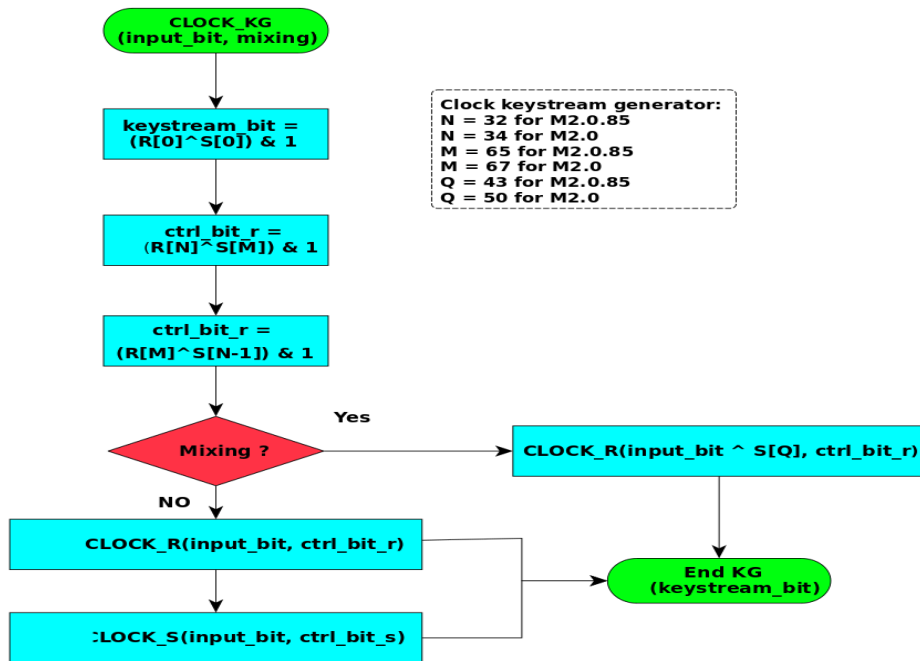 CLOCK_KG
(input_bit, mixing)
keystream_bit =
(R[0]^S[0]) & 1
Clock keystream generator:
N = 32 for M2.0.85
N = 34 for M2.0
M = 65 for M2.0.85
M = 67 for M2.0
Q = 43 for M2.0.85
Q = 50 for M2.0
ctrl_bit_r =
(R[N]^S[M]) & 1
ctrl_bit_r =
(R[M]^S[N-1]) & 1
Yes
Mixing ?
CLOCK_R(input_bit ^ S[Q], ctrl_bit_r)
NO
CLOCK_R(input_bit, ctrl_bit_r)
End KG
(keystream_bit)
CLOCK_S(input_bit, ctrl_bit_s)